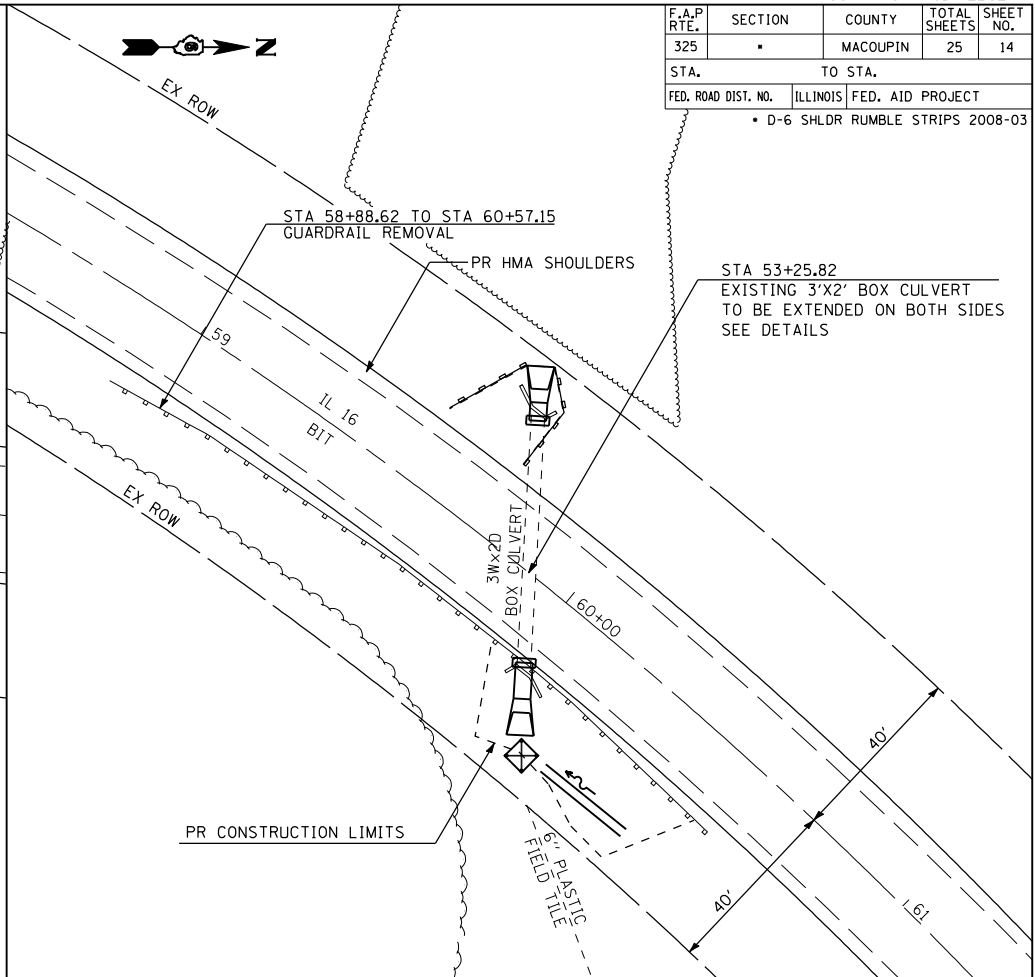 F.A.P RTE.
SECTION
COUNTY
TOTAL SHEETS
SHEET NO.
325
•
MACOUPIN
25
14
STA. TO STA.
FED. ROAD DIST. NO.
ILLINOIS
FED. AID PROJECT
• D-6 SHLDR RUMBLE STRIPS 2008-03
N
EX ROW
STA 58+88.62 TO STA 60+57.15
GUARDRAIL REMOVAL
PR HMA SHOULDERS
STA 53+25.82
EXISTING 3'X2' BOX CULVERT
TO BE EXTENDED ON BOTH SIDES
SEE DETAILS
59
IL 16
BIT
EX ROW
3W×2D
BOX CULVERT
60+00
40'
40'
PR CONSTRUCTION LIMITS
6'' PLASTIC
FIELD TILE
61